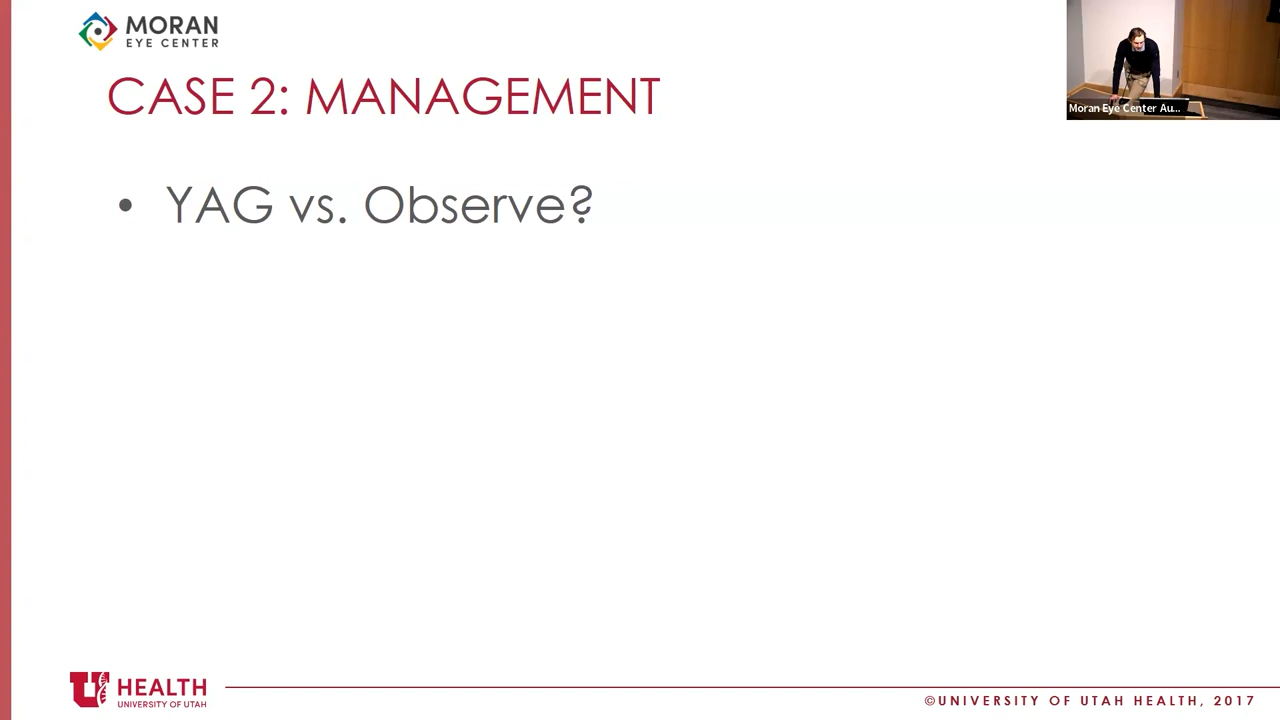 MORAN
EYE CENTER
Moran Eye Center Au...
CASE 2: MANAGEMENT
• YAG vs. Observe?
U HEALTH
UNIVERSITY OF UTAH
©UNIVERSITY OF UTAH HEALTH, 2017